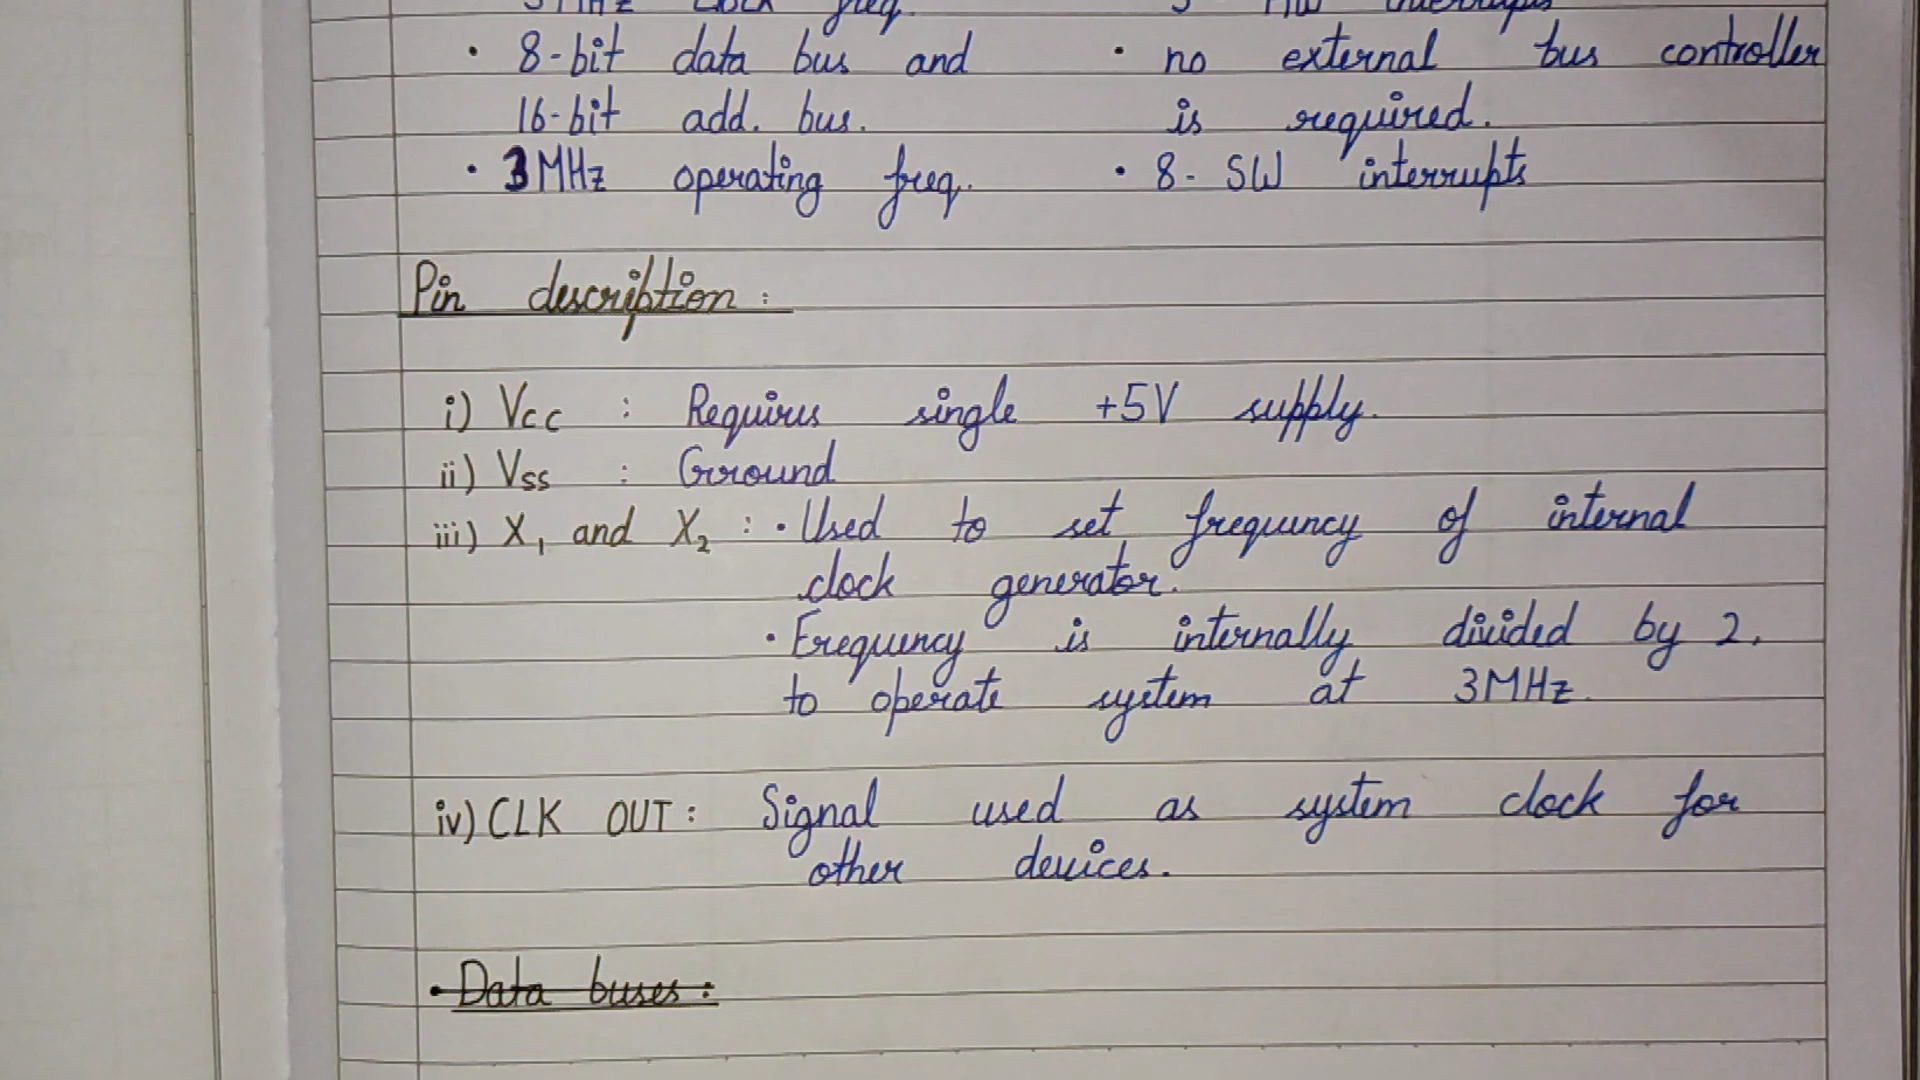 8-bit data bus and
16-bit add. bus.
• 3MHz operating freq.
• no external bus controller
is required.
• 8- SW interrupts
Pin description :
i) Vcc : Requires single +5V supply.
ii) Vss : Ground
iii) X₁ and X₂ : • Used to set frequency of internal
clock generator.
• Frequency is internally divided by 2,
to operate system at 3MHz.
iv) CLK OUT : Signal used as system clock for
other devices.
• Data buses :